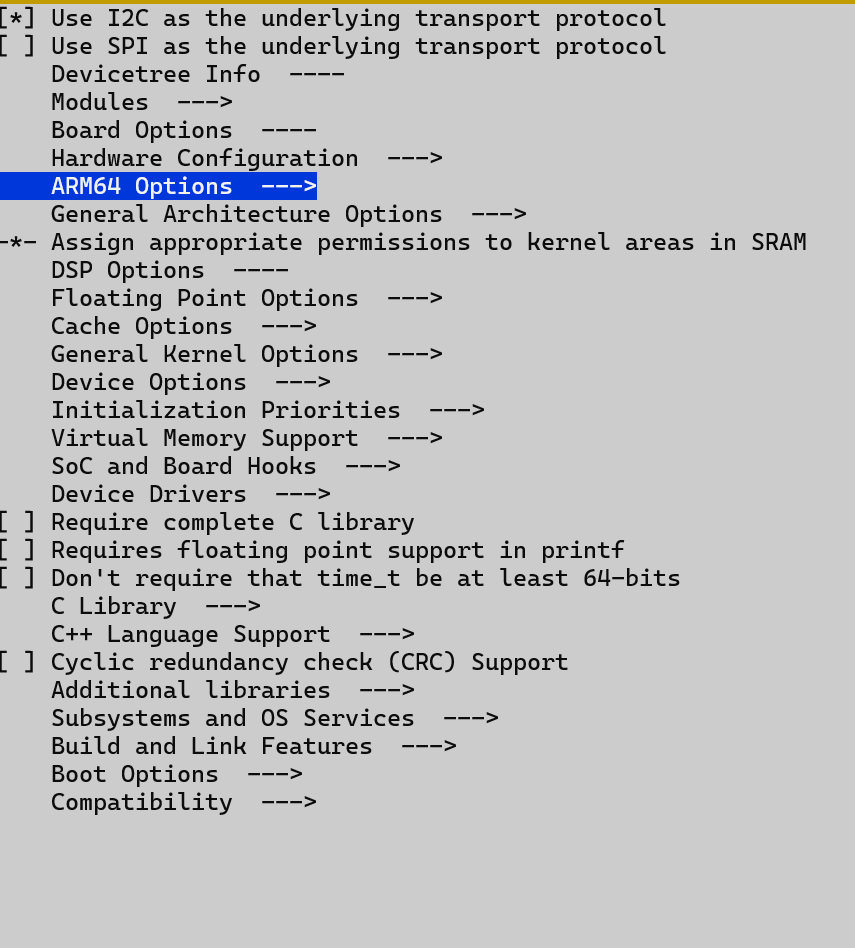 [*] Use I2C as the underlying transport protocol
[ ] Use SPI as the underlying transport protocol
Devicetree Info  ----
Modules  --->
Board Options  ----
Hardware Configuration  --->
ARM64 Options  --->
General Architecture Options  --->
-*- Assign appropriate permissions to kernel areas in SRAM
DSP Options  ----
Floating Point Options  --->
Cache Options  --->
General Kernel Options  --->
Device Options  --->
Initialization Priorities  --->
Virtual Memory Support  --->
SoC and Board Hooks  --->
Device Drivers  --->
[ ] Require complete C library
[ ] Requires floating point support in printf
[ ] Don't require that time_t be at least 64-bits
C Library  --->
C++ Language Support  --->
[ ] Cyclic redundancy check (CRC) Support
Additional libraries  --->
Subsystems and OS Services  --->
Build and Link Features  --->
Boot Options  --->
Compatibility  --->